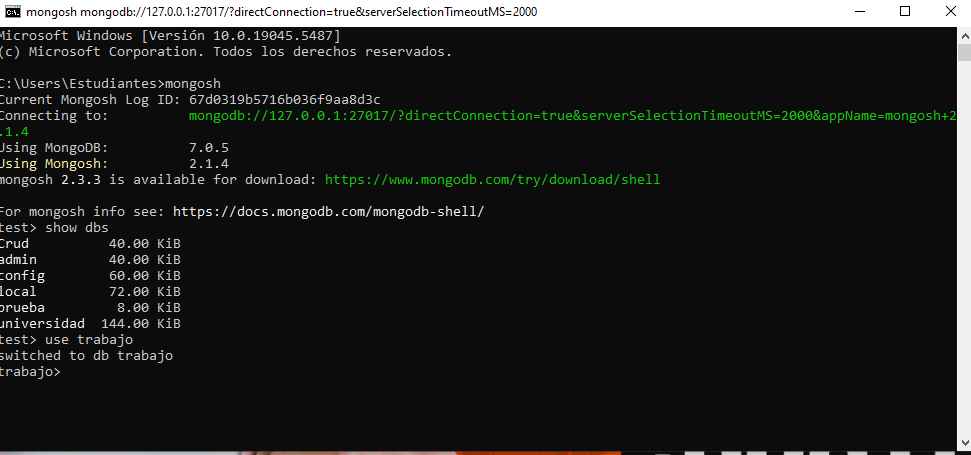 mongosh mongodb://127.0.0.1:27017/?directConnection=true&serverSelectionTimeoutMS=2000
Microsoft Windows [Versión 10.0.19045.5487]
(c) Microsoft Corporation. Todos los derechos reservados.
C:\Users\Estudiantes>mongosh
Current Mongosh Log ID: 67d0319b5716b036f9aa8d3c
Connecting to: mongodb://127.0.0.1:27017/?directConnection=true&serverSelectionTimeoutMS=2000&appName=mongosh+2
.1.4
Using MongoDB: 7.0.5
Using Mongosh: 2.1.4
mongosh 2.3.3 is available for download: https://www.mongodb.com/try/download/shell
For mongosh info see: https://docs.mongodb.com/mongodb-shell/
test> show dbs
Crud 40.00 KiB
admin 40.00 KiB
config 60.00 KiB
local 72.00 KiB
prueba 8.00 KiB
universidad 144.00 KiB
test> use trabajo
switched to db trabajo
trabajo>